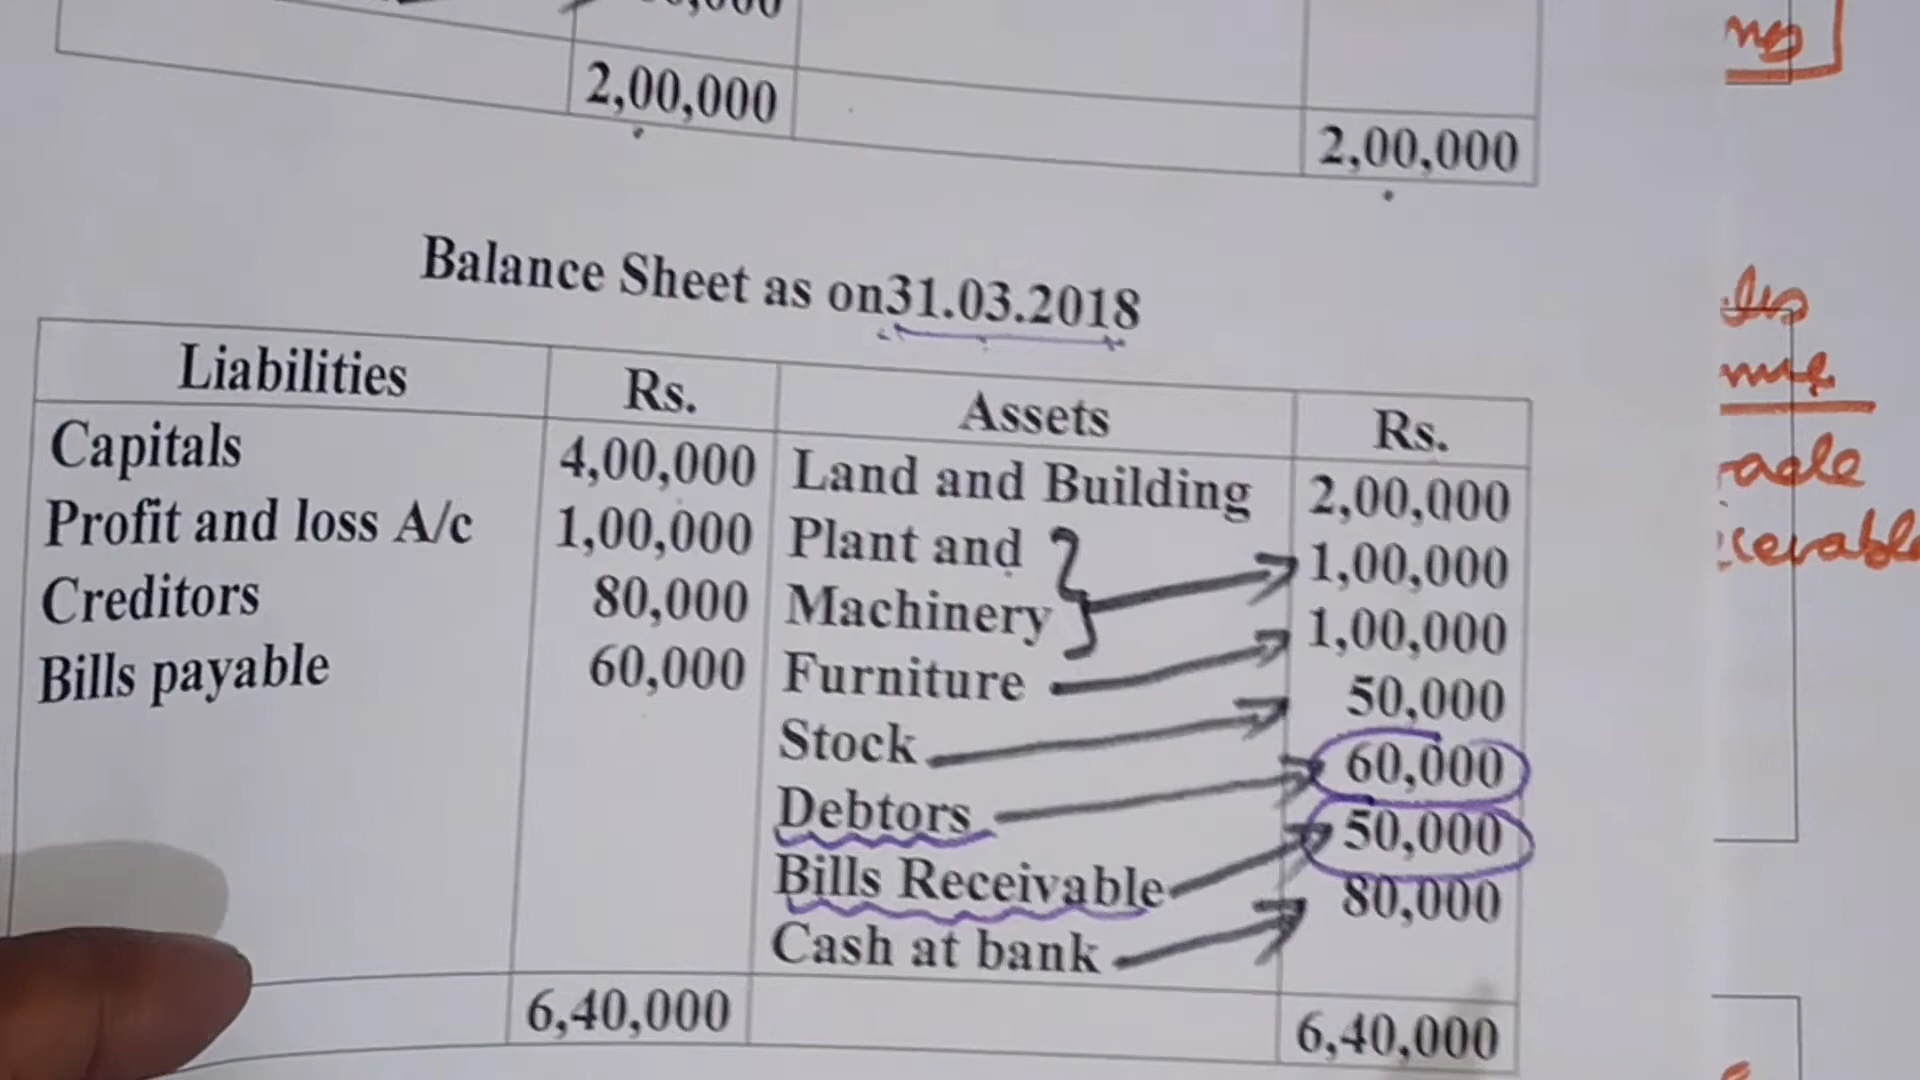 2,00,000 2,00,000
Balance Sheet as on31.03.2018
Liabilities Rs. Assets Rs.
Capitals 4,00,000 Land and Building 2,00,000
Profit and loss A/c 1,00,000 Plant and 1,00,000
Creditors 80,000 Machinery 1,00,000
Bills payable 60,000 Furniture 50,000
Stock 60,000
Debtors 50,000
Bills Receivable 80,000
Cash at bank
6,40,000 6,40,000